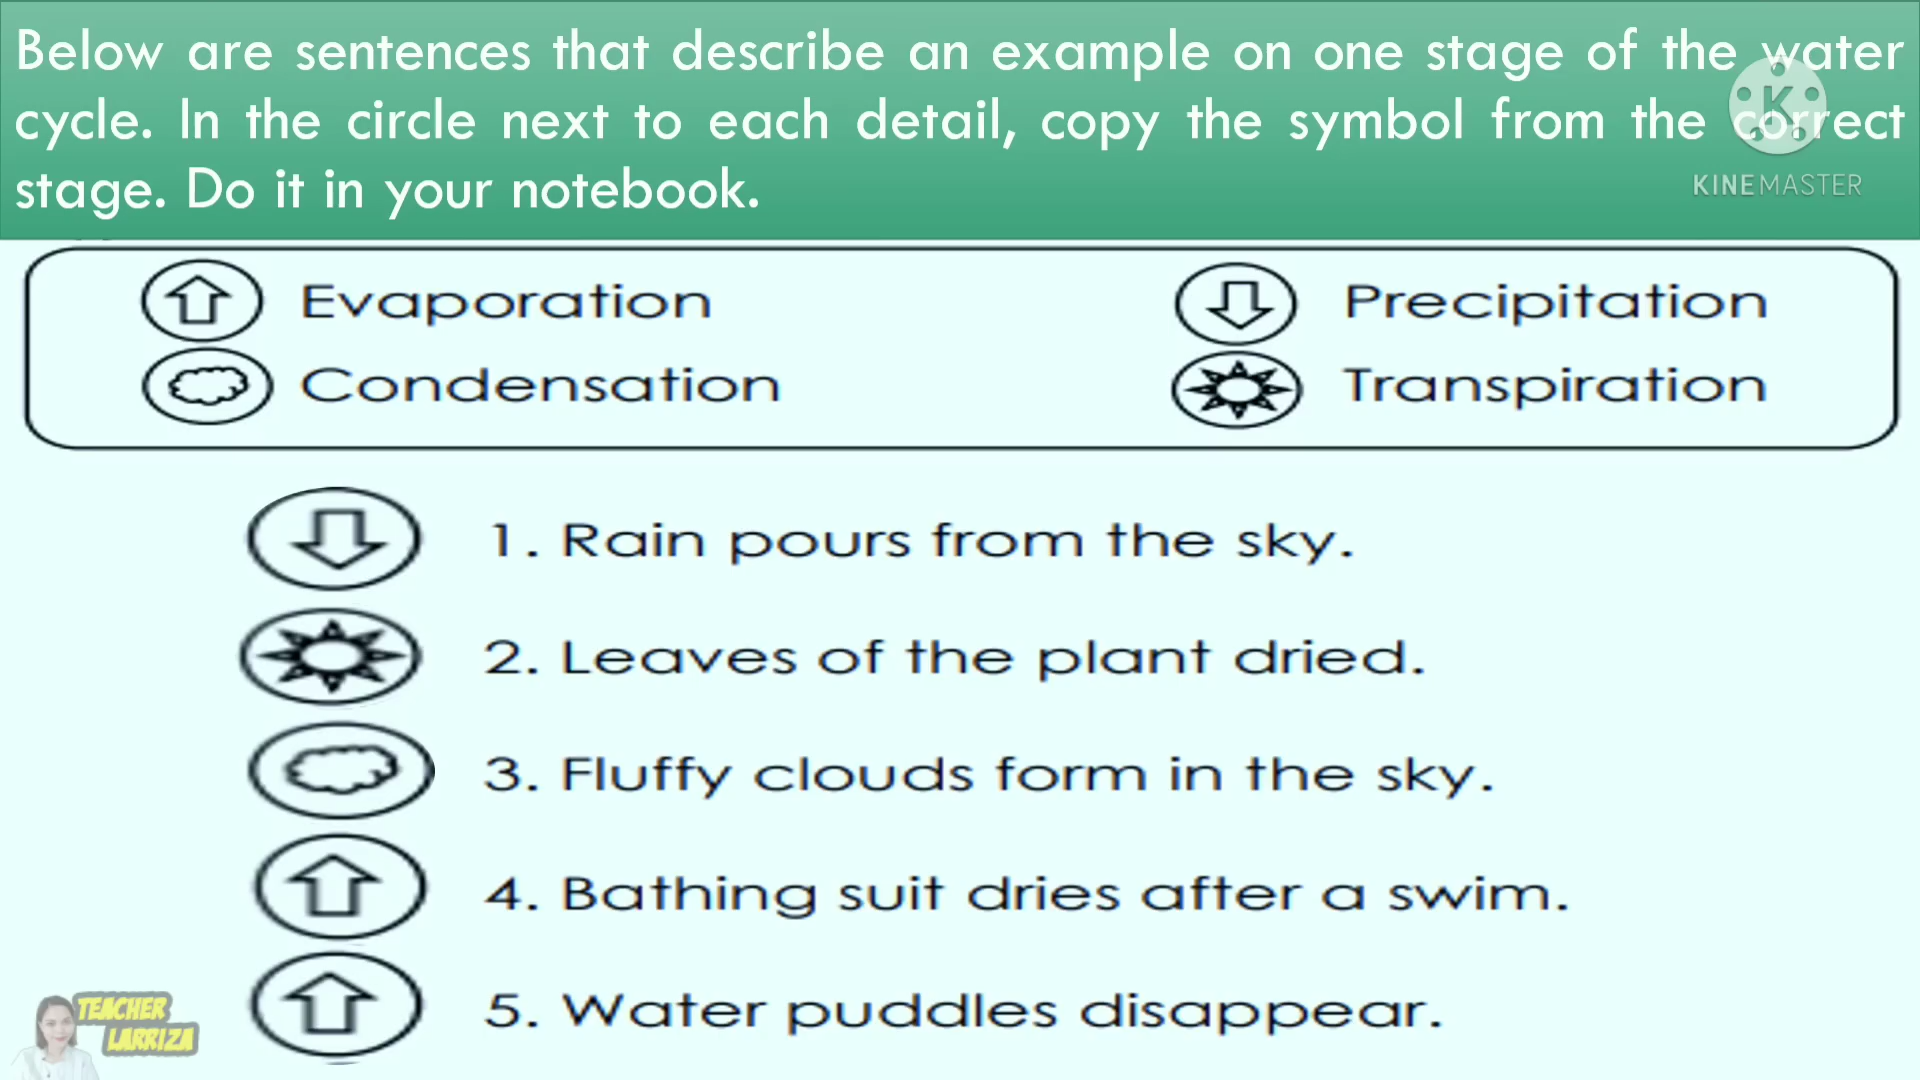 Below are sentences that describe an example on one stage of the water
cycle. In the circle next to each detail, copy the symbol from the correct
stage. Do it in your notebook.
K
KINEMASTER
Evaporation
Precipitation
Condensation
Transpiration
1. Rain pours from the sky.
2. Leaves of the plant dried.
3. Fluffy clouds form in the sky.
4. Bathing suit dries after a swim.
5. Water puddles disappear.
TEACHER
LARRIZA